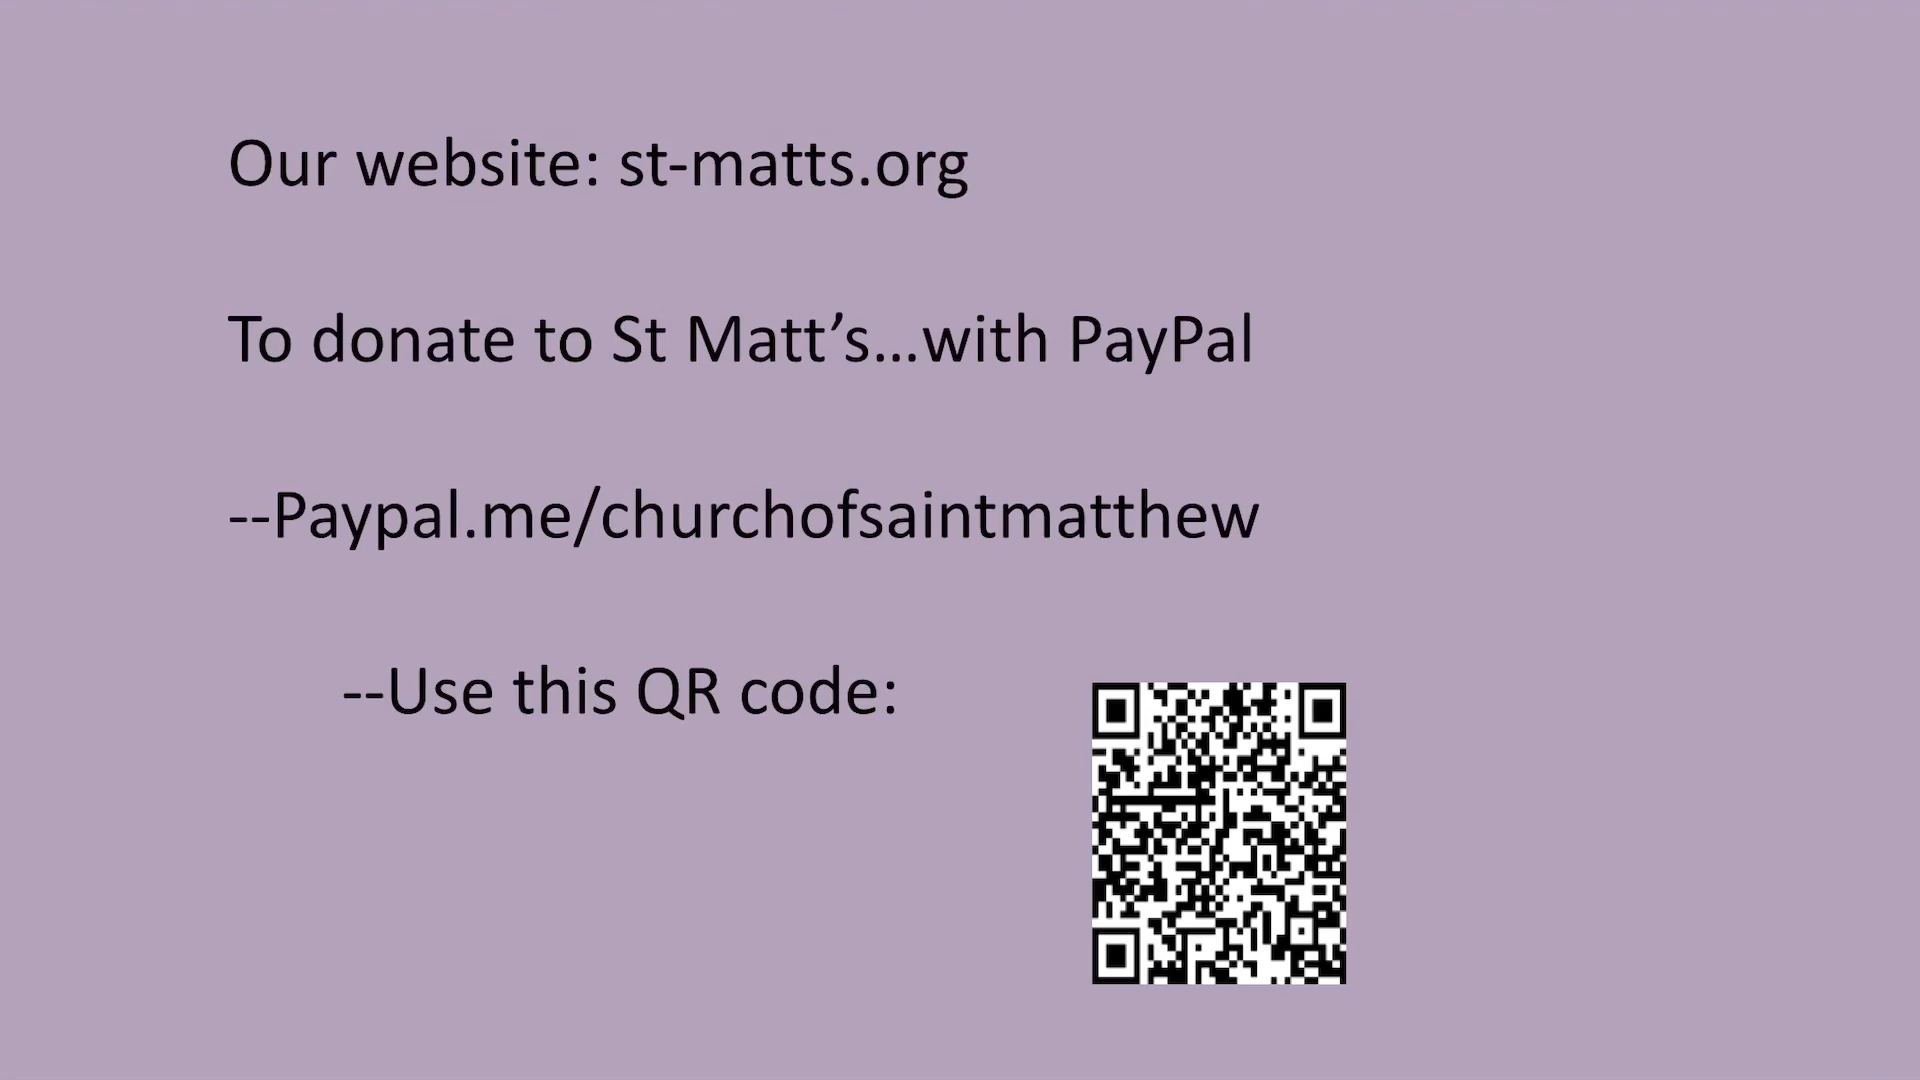 Our website: st-matts.org
To donate to St Matt’s...with PayPal
--Paypal.me/churchofsaintmatthew
--Use this QR code: